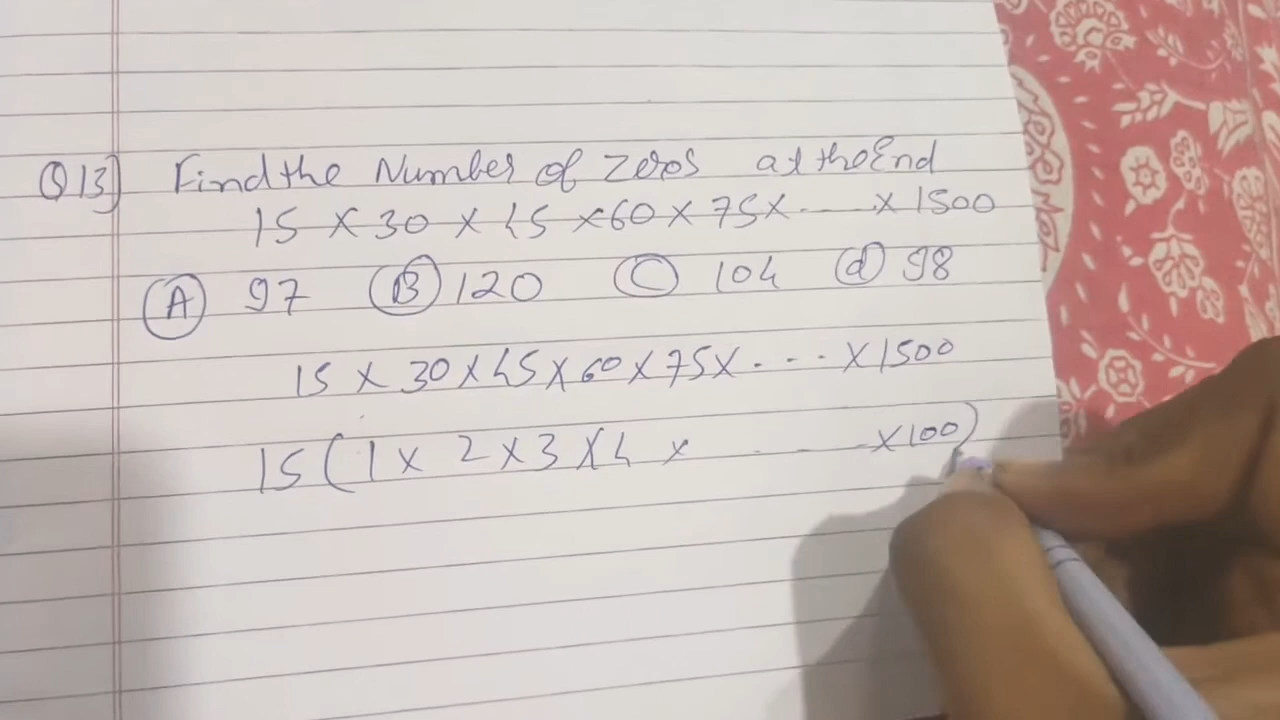 Q13] Find the Number of Zeros at the End
15 × 30 × 45 × 60 × 75 × ..... × 1500
(A) 97 (B) 120 (C) 104 (d) 98
15 × 30 × 45 × 60 × 75 × .... × 1500
15 ( 1 × 2 × 3 × 4 × . . . × 100 )